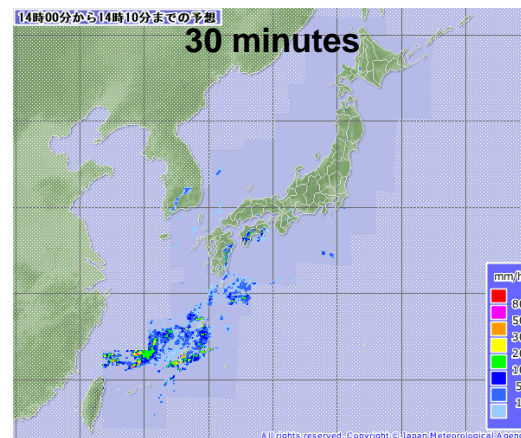 14時00分から14時10分までの予想
30 minutes
mm/h
80
50
30
20
10
5
1
All rights reserved. Copyright © Japan Meteorological Agency